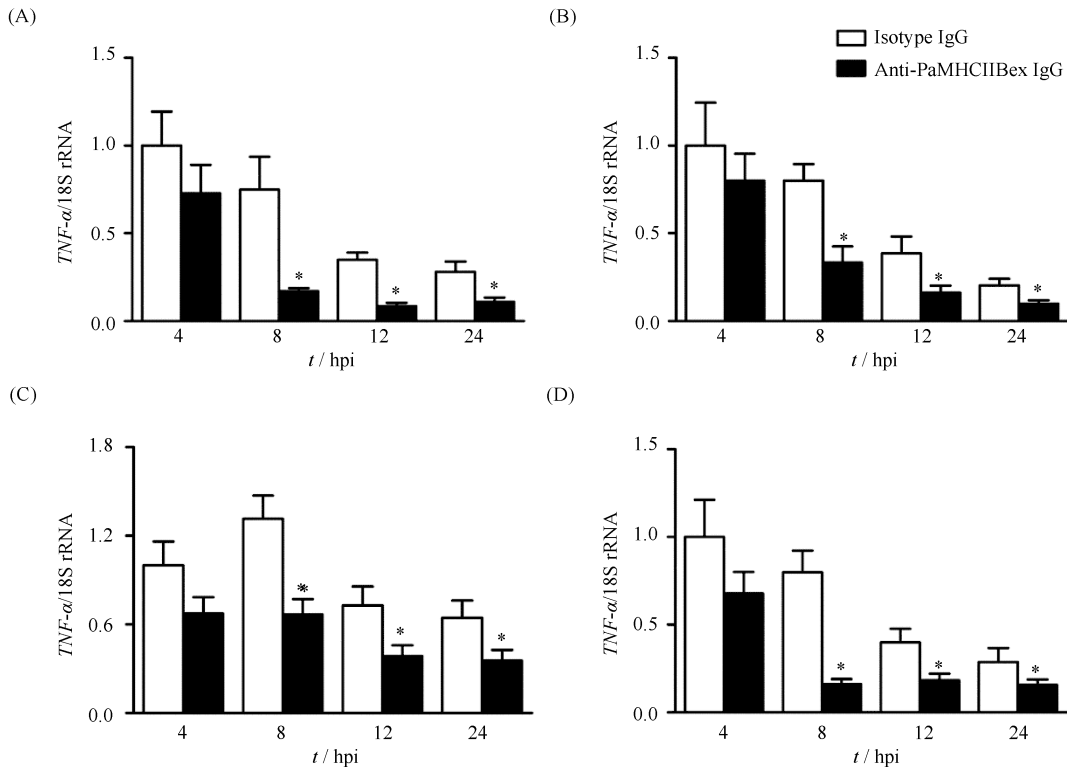 (A)
1.5
1.0
0.5
0.0
TNF-α/18S rRNA
*
*
*
4 8 12 24
t / hpi
(B)
Isotype IgG
Anti-PaMHCIIBex IgG
1.5
1.0
0.5
0.0
TNF-α/18S rRNA
*
*
*
4 8 12 24
t / hpi
(C)
1.8
1.2
0.6
0.0
TNF-α/18S rRNA
*
*
*
4 8 12 24
t / hpi
(D)
1.5
1.0
0.5
0.0
TNF-α/18S rRNA
*
*
*
4 8 12 24
t / hpi